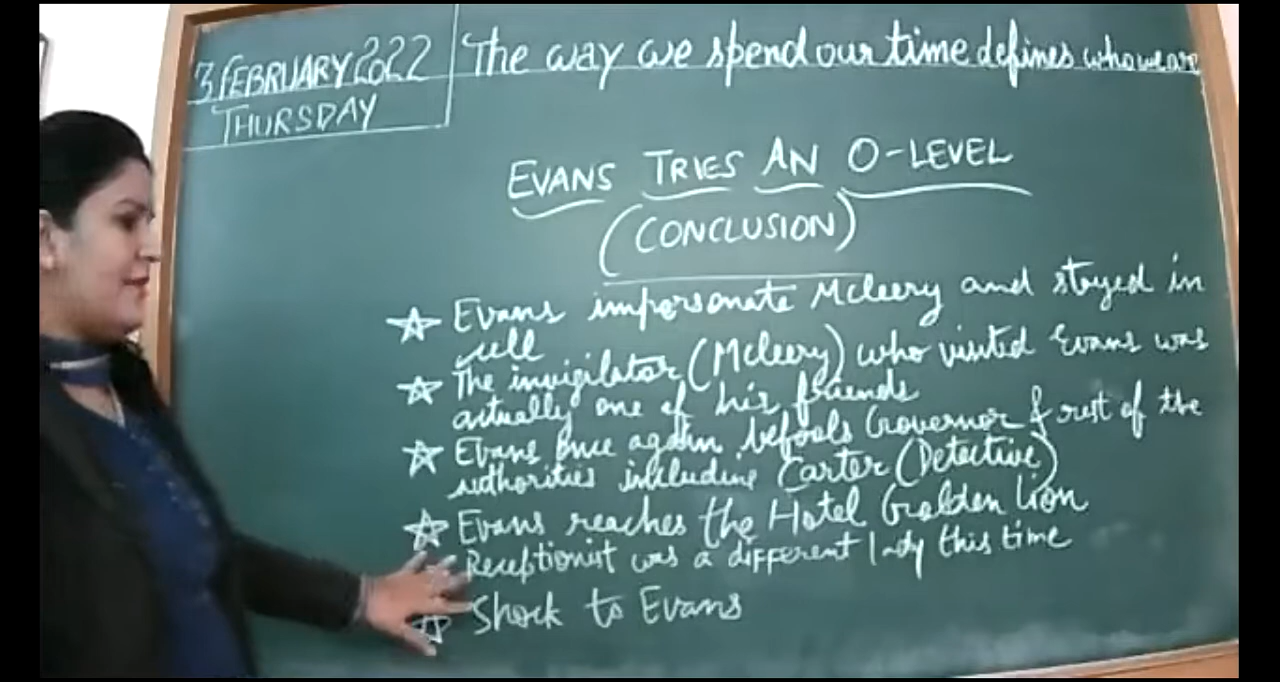 3 FEBRUARY 2022
THURSDAY
The way we spend our time defines who we are
EVANS TRIES AN O-LEVEL
(CONCLUSION)
☆ Evans impersonate Mcleery and stayed in
cell
☆ The invigilator (Mcleery) who visited Evans was
actually one of his friends
☆ Evans once again befools Governor & rest of the
authorities including Carter (Detective)
☆ Evans reaches the Hotel Golden Lion
☆ Receptionist was a different lady this time
☆ Shock to Evans